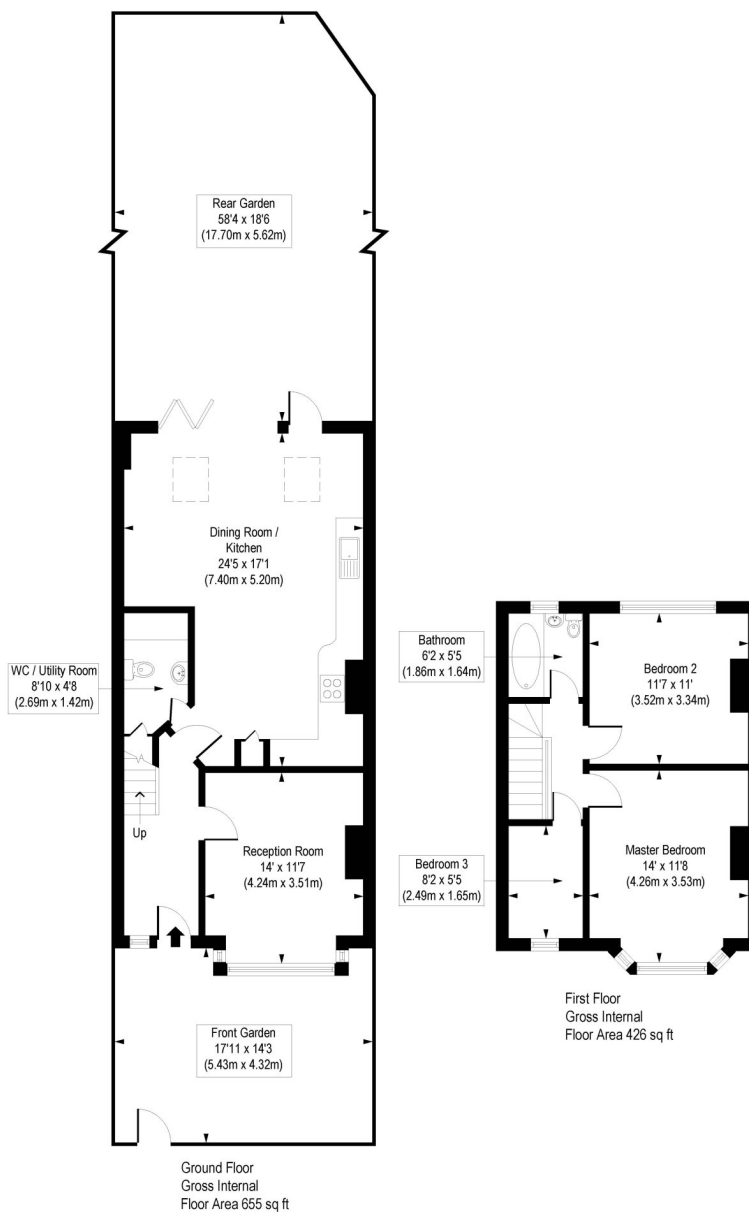 Rear Garden
58'4 x 18'6
(17.70m x 5.62m)
Dining Room /
Kitchen
24'5 x 17'1
(7.40m x 5.20m)
WC / Utility Room
8'10 x 4'8
(2.69m x 1.42m)
Up
Reception Room
14' x 11'7
(4.24m x 3.51m)
Front Garden
17'11 x 14'3
(5.43m x 4.32m)
Ground Floor
Gross Internal
Floor Area 655 sq ft
Bathroom
6'2 x 5'5
(1.86m x 1.64m)
Bedroom 2
11'7 x 11'
(3.52m x 3.34m)
Bedroom 3
8'2 x 5'5
(2.49m x 1.65m)
Master Bedroom
14' x 11'8
(4.26m x 3.53m)
First Floor
Gross Internal
Floor Area 426 sq ft